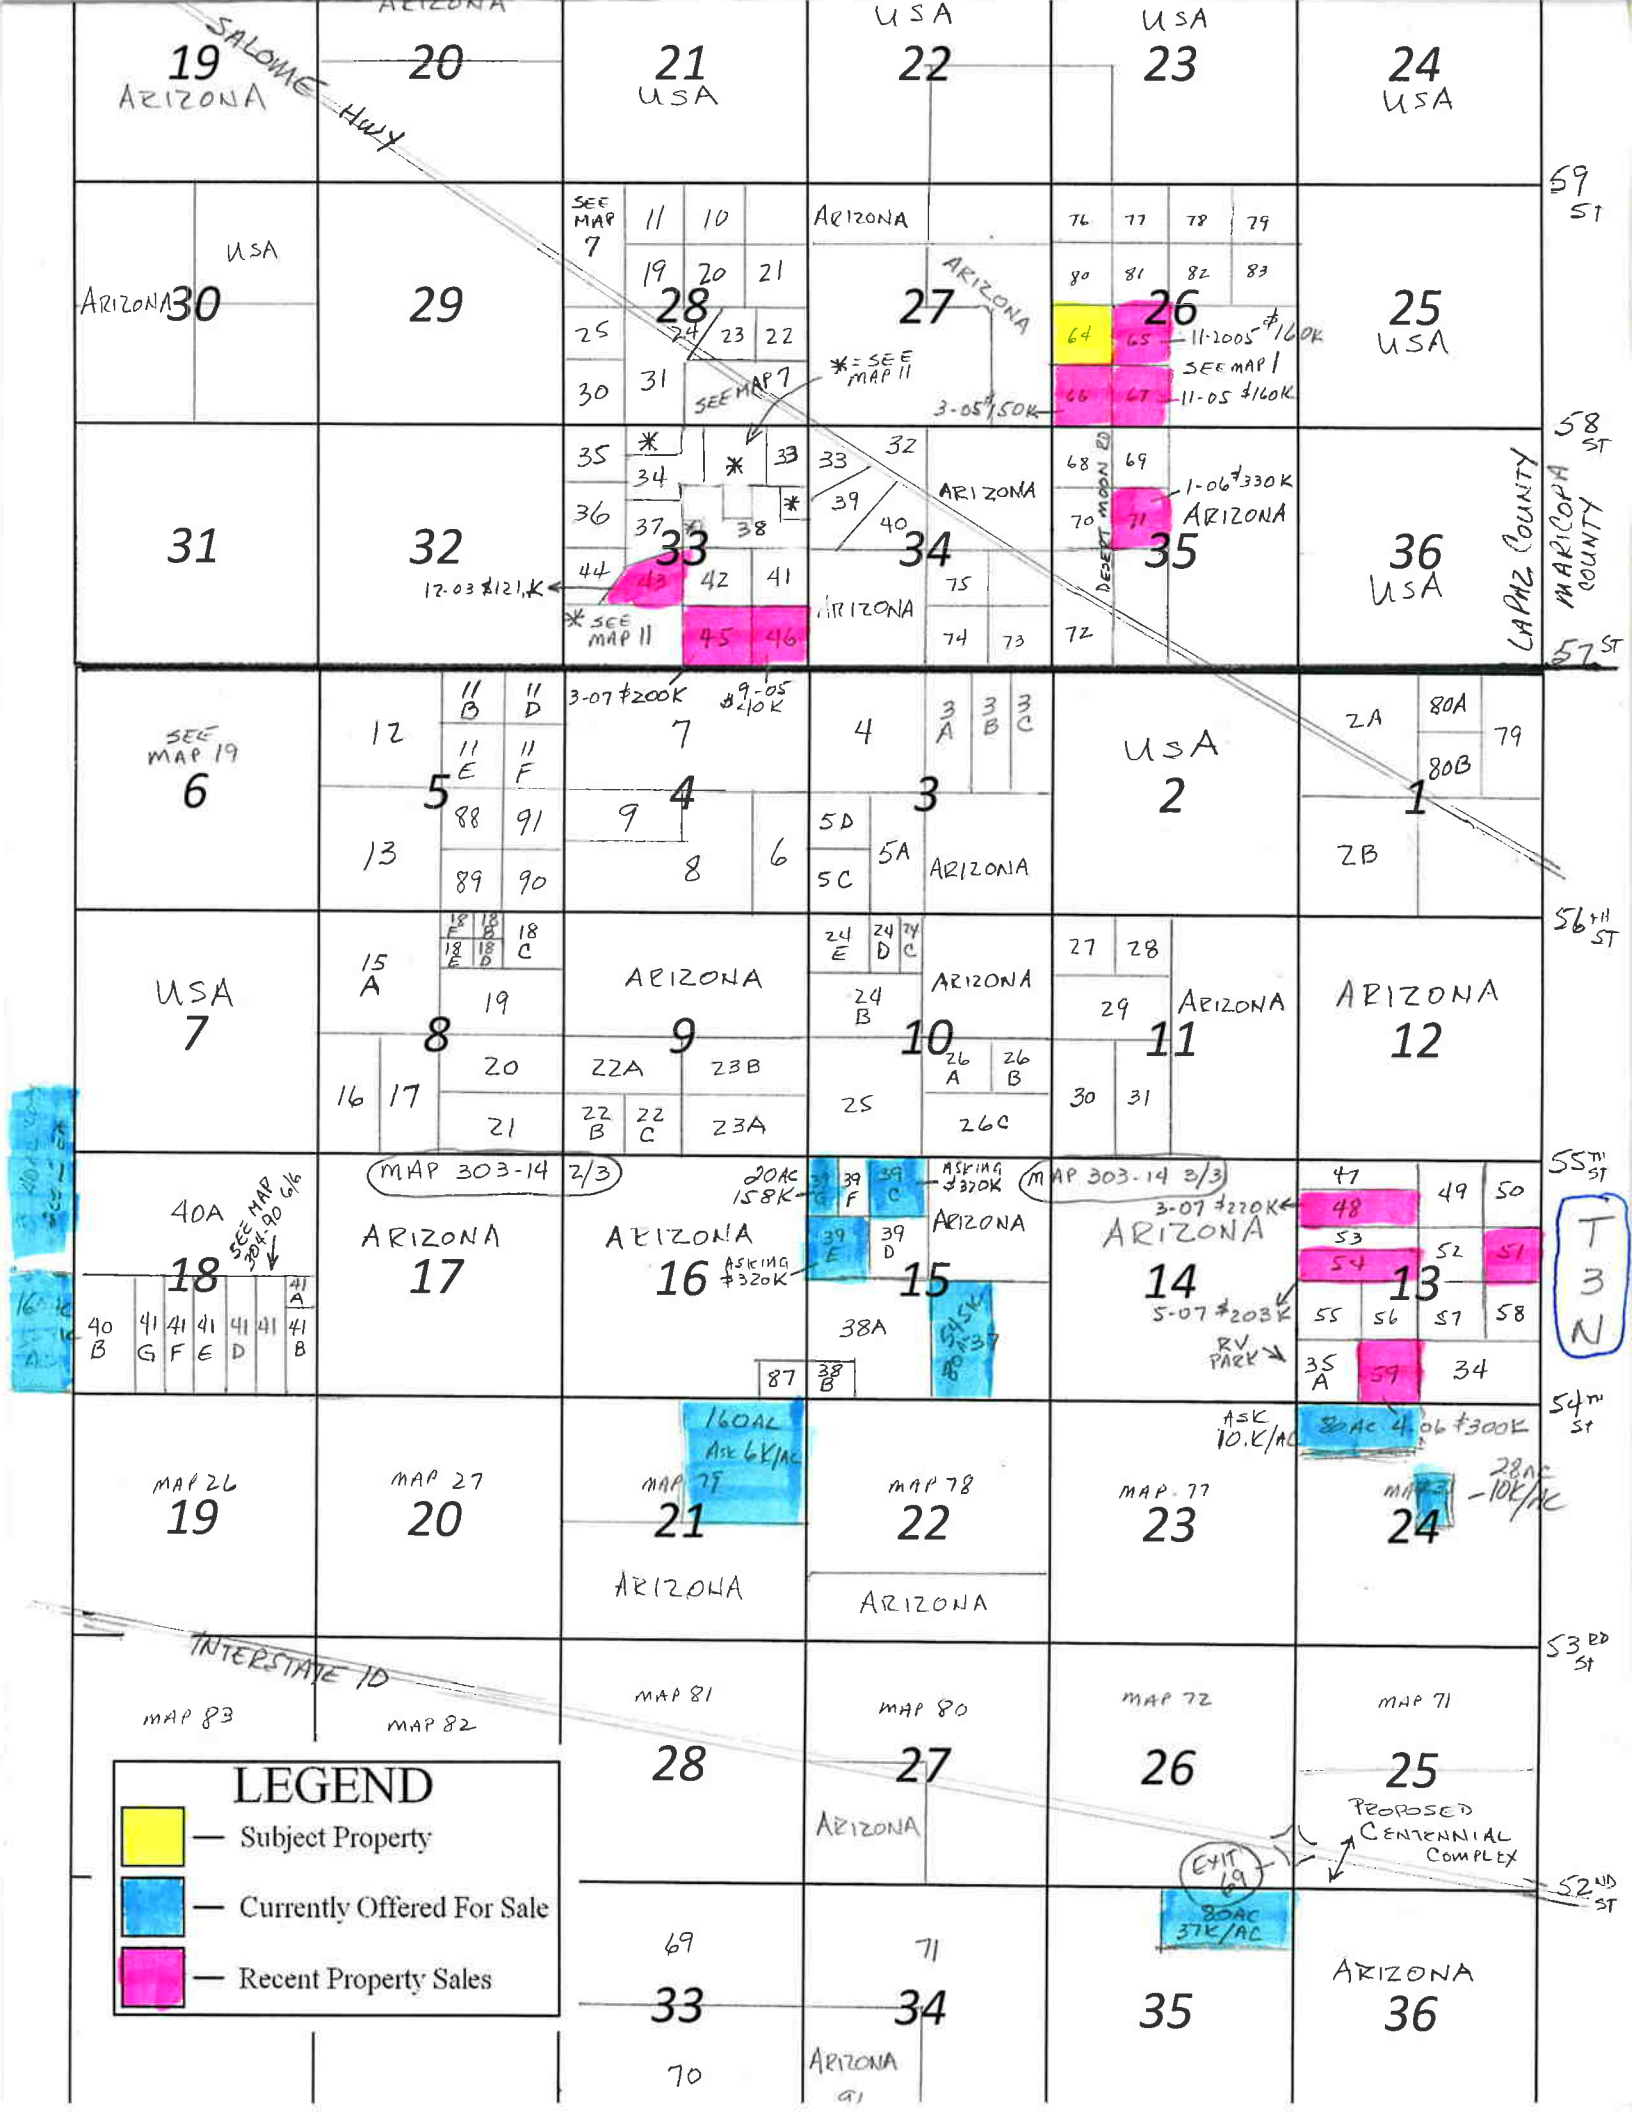 ARIZONA
USA
USA
19
ARIZONA
SALOME HWY
20
21
USA
22
23
24
USA
59
ST
ARIZONA
30
USA
29
SEE
MAP
7
11
10
19
20
21
28
25
24
23
22
30
31
SEE MAP 7
ARIZONA
27
ARIZONA
*= SEE
MAP 11
3-05 $150K
76
77
78
79
80
81
82
83
26
64
65
11-2005 $160K
SEE MAP 1
66
67
11-05 $160K
25
USA
58
ST
31
32
35
*
*
33
34
36
37
38
*
33
44
43
42
41
12-03 $121,K
* SEE
MAP 11
45
46
33
32
39
40
ARIZONA
34
ARIZONA
75
74
73
68
69
DESERT MOON RD
70
71
1-06 $330K
ARIZONA
35
72
36
USA
LAPAZ COUNTY
MARICOPA
COUNTY
57 ST
SEE
MAP 19
6
12
11
B
11
D
11
E
11
F
5
13
88
91
89
90
3-07 $200K
9-05
7
4
9
8
6
4
3
A
3
B
3
C
3
5D
5A
5C
ARIZONA
USA
2
2A
80A
79
80B
1
2B
56TH
ST
USA
7
15
A
18
F
18
B
18
C
18
E
18
D
19
8
16
17
20
21
ARIZONA
9
22A
23B
22
B
22
C
23A
24
E
24
D
24
C
24
B
ARIZONA
10
25
26
A
26
B
26C
27
28
29
ARIZONA
11
30
31
ARIZONA
12
55TH
ST
40A
SEE MAP
304-90 6/6
18
40
B
41
G
41
F
41
E
41
D
41
41
A
41
B
MAP 303-14 2/3
ARIZONA
17
20AC
158K
ARIZONA
16
ASKING
$320K
39
G
39
F
39
C
ASKING
$320K
39
E
39
D
ARIZONA
15
38A
87
38
B
545K
37
MAP 303-14 3/3
3-07 $220K
ARIZONA
14
5-07 $203K
RV
PARK
47
48
49
50
53
54
52
51
13
55
56
57
58
35
A
59
34
T
3
N
54TH
ST
MAP 26
19
MAP 27
20
160AC
Ask 6K/AC
MAP 79
21
ARIZONA
MAP 78
22
ARIZONA
MAP 77
23
ASK
10.K/AC
80 AC
4-06 $300K
28AC
10K/AC
24
53RD
ST
INTERSTATE 10
MAP 83
MAP 82
MAP 81
28
MAP 80
27
ARIZONA
MAP 72
26
MAP 71
25
PROPOSED
CENTENNIAL
COMPLEX
EXIT
69
52ND
ST
LEGEND
— Subject Property
— Currently Offered For Sale
— Recent Property Sales
69
33
70
71
34
ARIZONA
91
80AC
37K/AC
35
ARIZONA
36